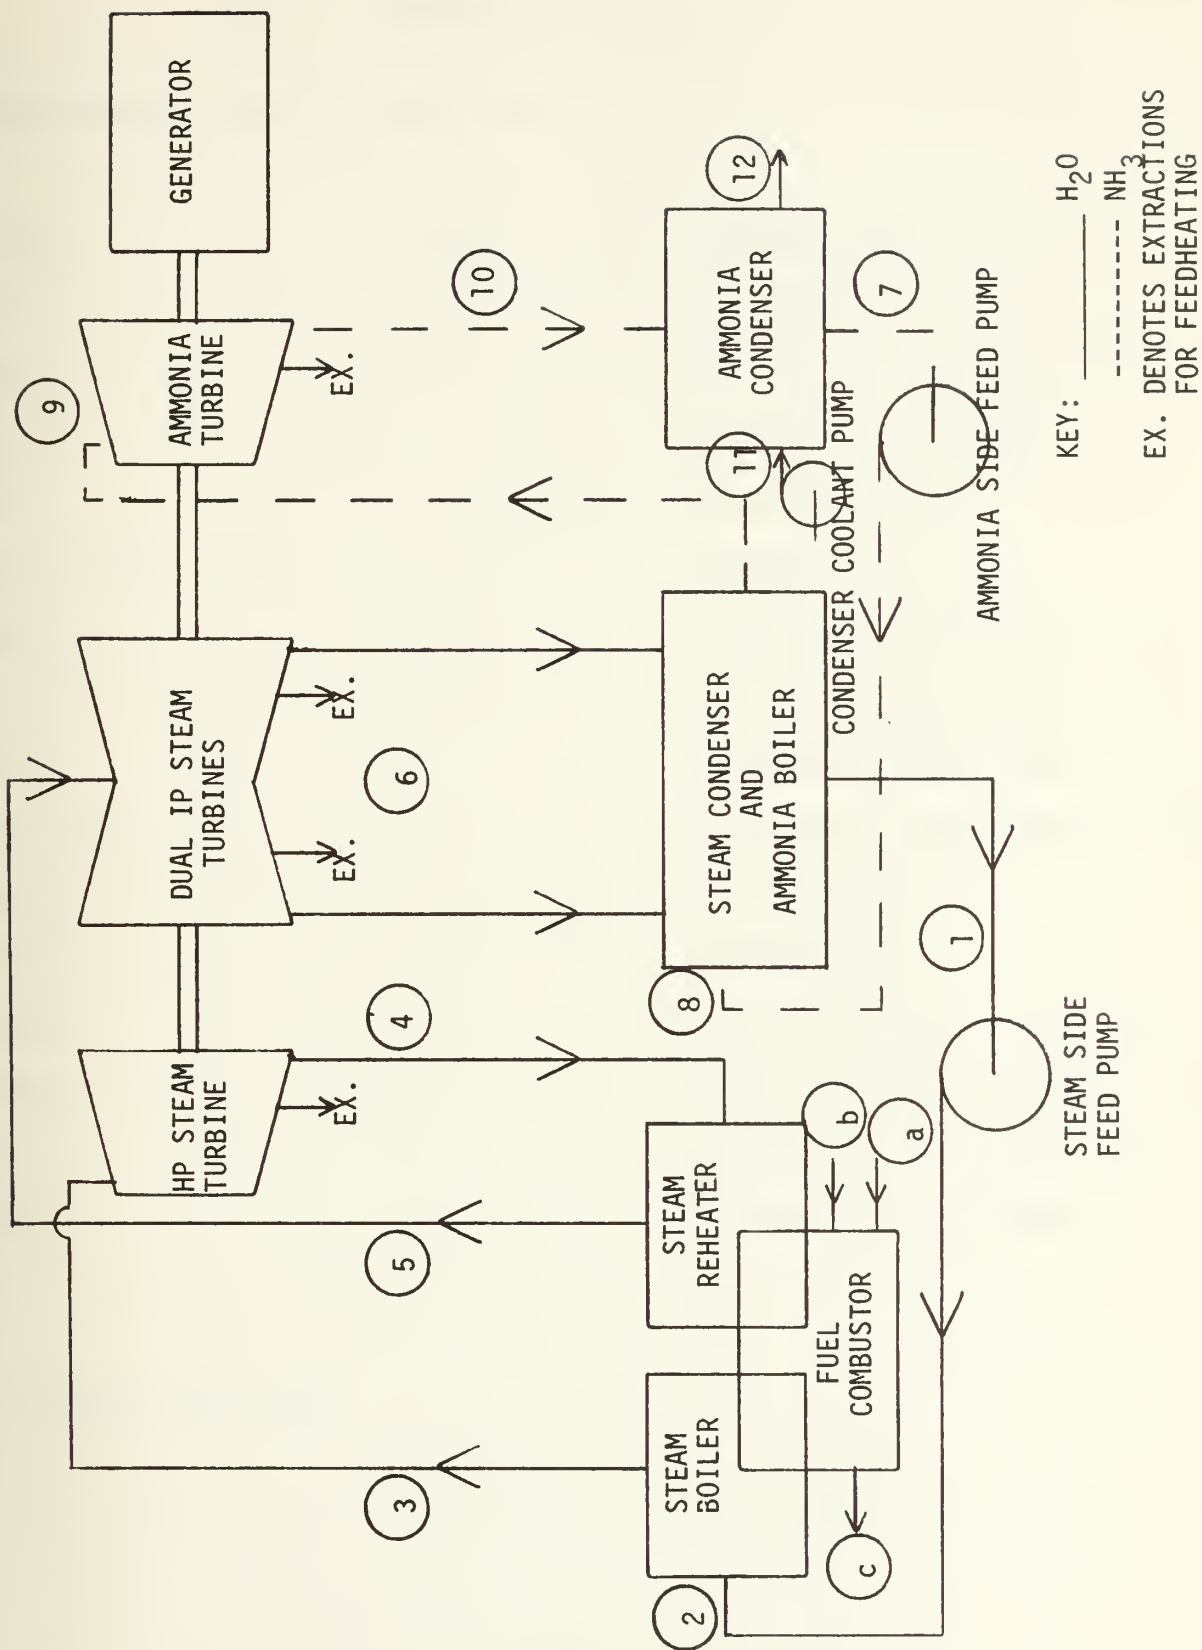 HP STEAM
TURBINE
DUAL IP STEAM
TURBINES
AMMONIA
TURBINE
GENERATOR
9
EX.
EX.
EX.
EX.
3
5
4
6
10
STEAM
BOILER
STEAM
REHEATER
FUEL
COMBUSTOR
2
c
b
a
8
STEAM CONDENSER
AND
AMMONIA BOILER
11
AMMONIA
CONDENSER
12
CONDENSER COOLANT PUMP
7
1
STEAM SIDE
FEED PUMP
AMMONIA SIDE FEED PUMP
KEY: H2O
NH3
EX. DENOTES EXTRACTIONS
FOR FEEDHEATING